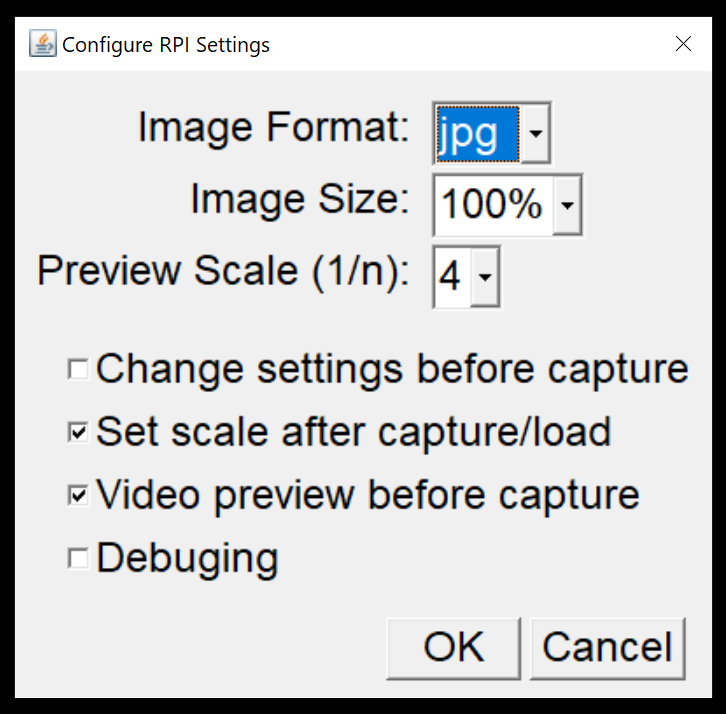 Configure RPI Settings
Image Format: jpg
Image Size: 100%
Preview Scale (1/n): 4
Change settings before capture
Set scale after capture/load
Video preview before capture
Debuging
OK Cancel